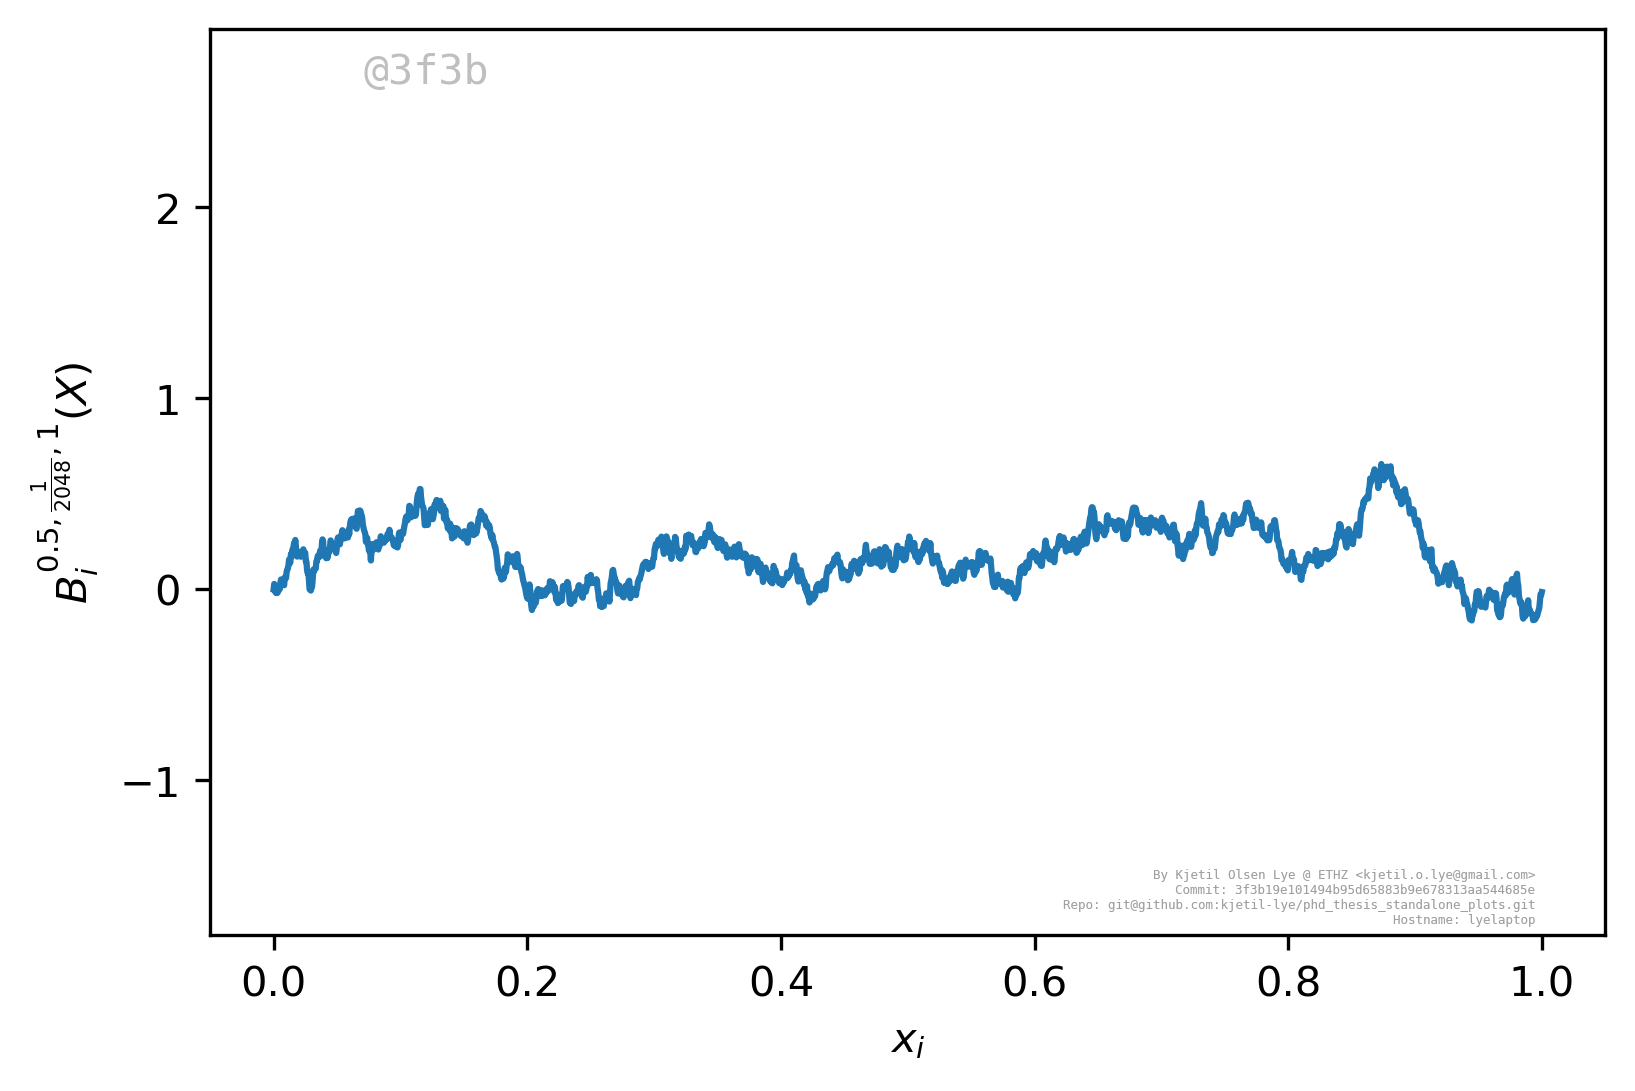 @3f3b
2
1
0
−1
B_i^{0.5, \frac{1}{2048}, 1}(X)
By Kjetil Olsen Lye @ ETHZ <kjetil.o.lye@gmail.com>
Commit: 3f3b19e101494b95d65883b9e678313aa544685e
Repo: git@github.com:kjetil-lye/phd_thesis_standalone_plots.git
Hostname: lyelaptop
0.0 0.2 0.4 0.6 0.8 1.0
x_i